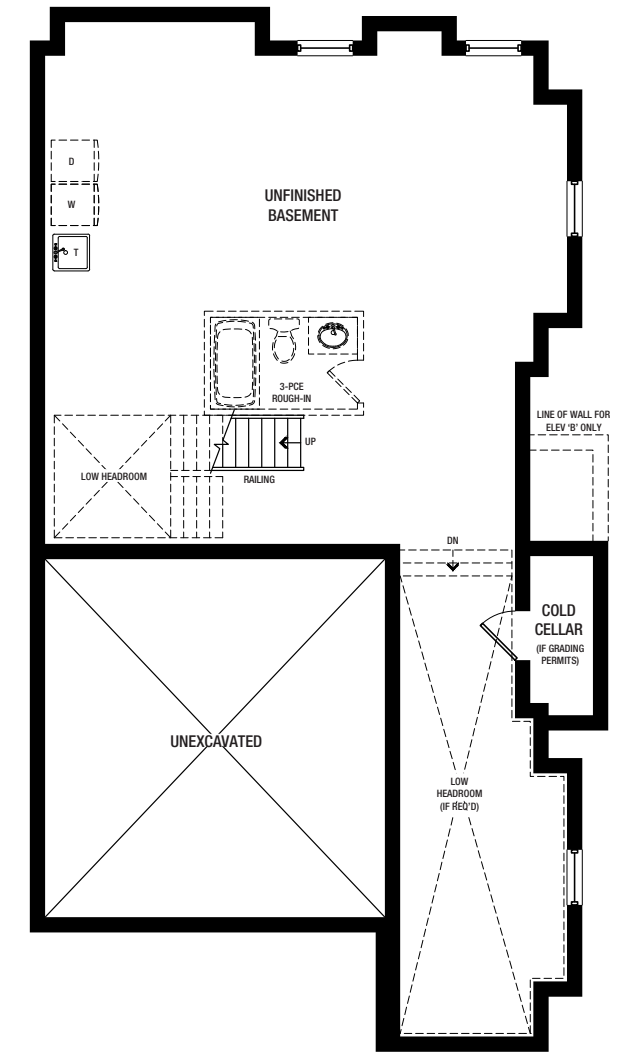 D
W
T
UNFINISHED
BASEMENT
3-PCE
ROUGH-IN
LINE OF WALL FOR
ELEV 'B' ONLY
UP
LOW HEADROOM
RAILING
DN
COLD
CELLAR
(IF GRADING
PERMITS)
UNEXCAVATED
LOW
HEADROOM
(IF REQ'D)